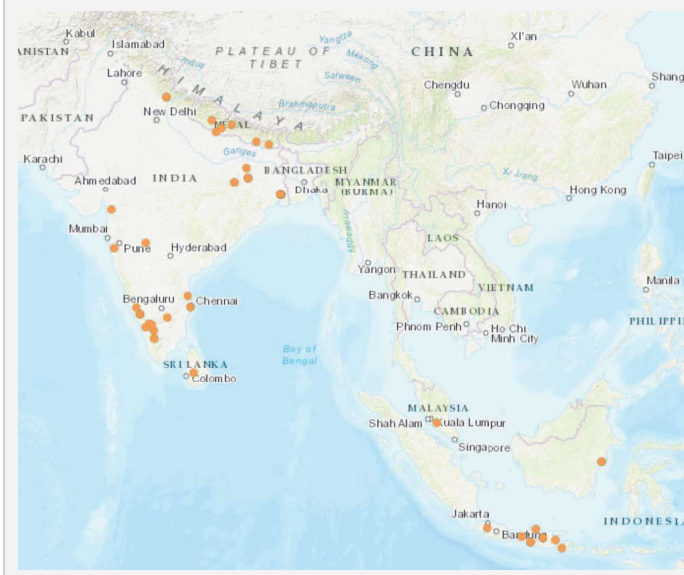 Kabul
Xi'an
ANISTAN
Islamabad
PLATEAU OF
TIBET
Yangtze
Mekong
CHINA
Indus
Salween
Lahore
HIMALAYA
Chengdu
Wuhan
Shang
Brahmaputra
Chongqing
PAKISTAN
New Delhi
NEPAL
Ganges
Taipei
Karachi
BANGLADESH
Xi Jiang
INDIA
Ahmedabad
Dhaka
MYANMAR
(BURMA)
Hong Kong
Hanoi
Mumbai
Irrawaddy
LAOS
Pune
Hyderabad
Yangon
THAILAND
Manila
VIETNAM
Bengaluru
Chennai
Bangkok
CAMBODIA
PHILIPPI
Phnom Penh
Ho Chi
Minh City
Bay of
Bengal
SRI LANKA
Colombo
MALAYSIA
Shah Alam
Kuala Lumpur
Singapore
Jakarta
INDONESIA
Bandung